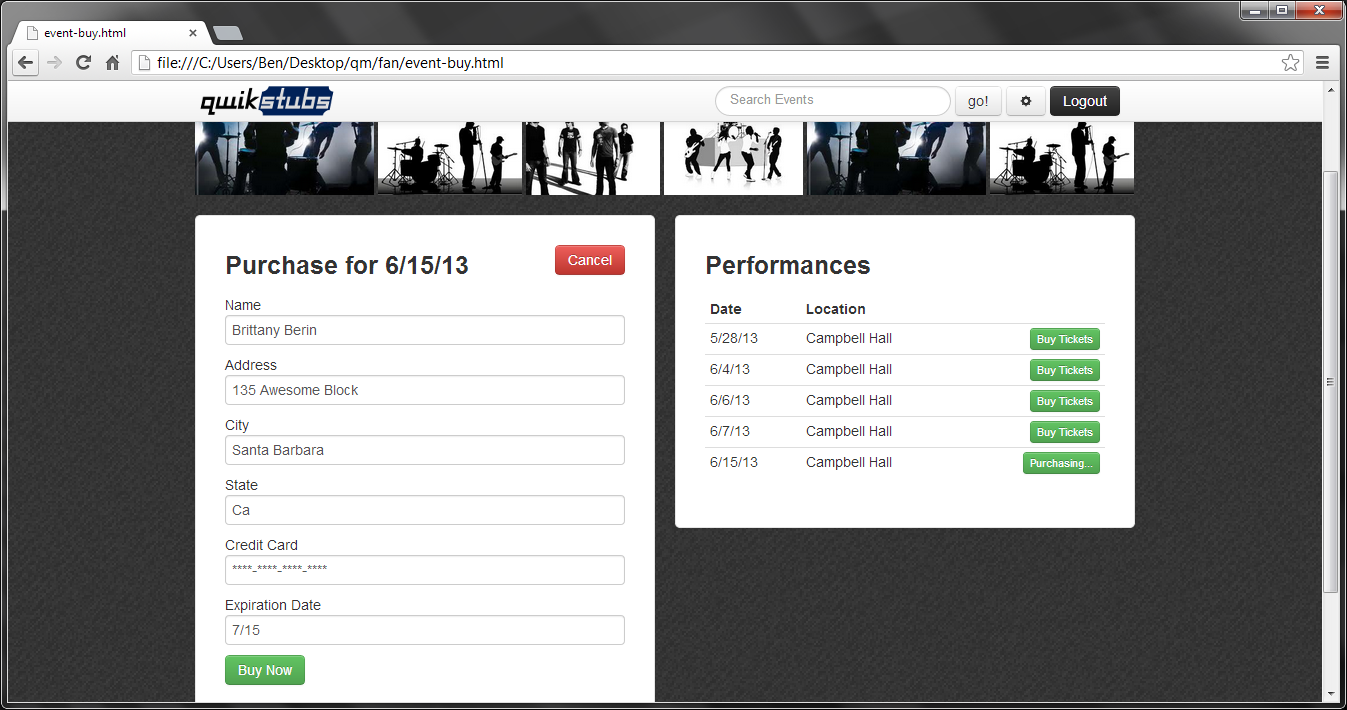 event-buy.html
file:///C:/Users/Ben/Desktop/qm/fan/event-buy.html
qwikstubs
Search Events
go!
Logout
Purchase for 6/15/13
Cancel
Name
Brittany Berin
Address
135 Awesome Block
City
Santa Barbara
State
Ca
Credit Card
****-****-****-****
Expiration Date
7/15
Buy Now
Performances
Date Location
5/28/13 Campbell Hall Buy Tickets
6/4/13 Campbell Hall Buy Tickets
6/6/13 Campbell Hall Buy Tickets
6/7/13 Campbell Hall Buy Tickets
6/15/13 Campbell Hall Purchasing...